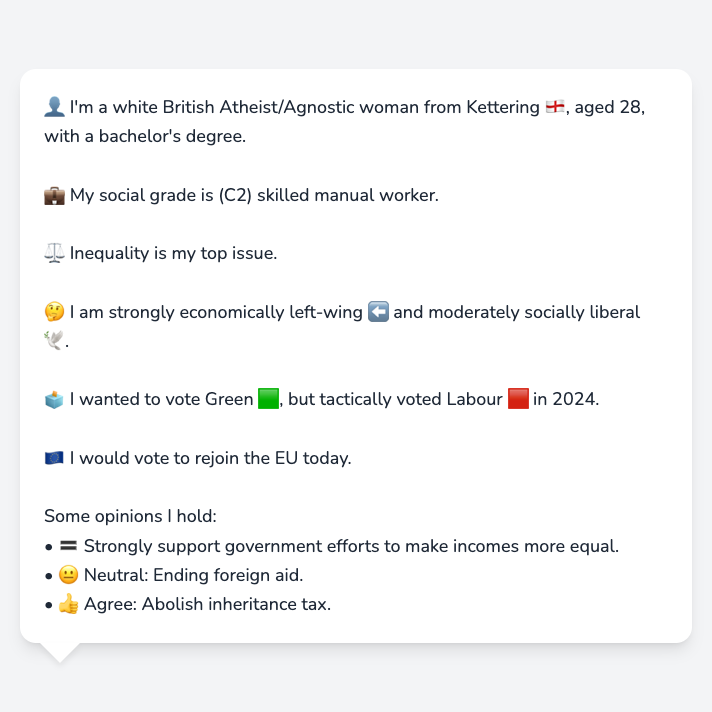 👤 I'm a white British Atheist/Agnostic woman from Kettering 🏴󠁧󠁢󠁥󠁮󠁧󠁿, aged 28,
with a bachelor's degree.
💼 My social grade is (C2) skilled manual worker.
⚖️ Inequality is my top issue.
🤔 I am strongly economically left-wing ⬅️ and moderately socially liberal
🕊️.
🗳️ I wanted to vote Green 🟩, but tactically voted Labour 🟥 in 2024.
🇪🇺 I would vote to rejoin the EU today.
Some opinions I hold:
• 🟰 Strongly support government efforts to make incomes more equal.
• 😐 Neutral: Ending foreign aid.
• 👍 Agree: Abolish inheritance tax.